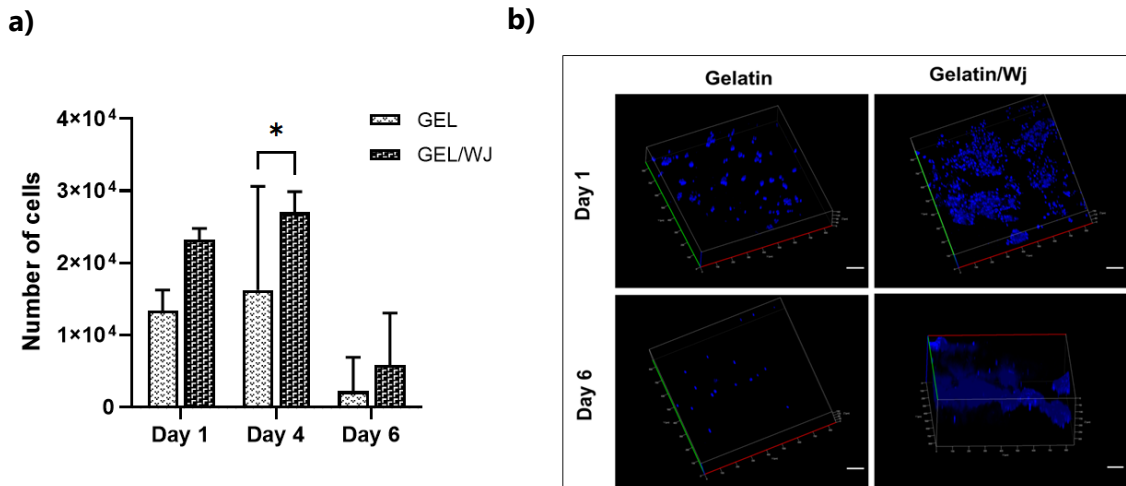 a)
b)
Number of cells
4×10⁴
3×10⁴
2×10⁴
1×10⁴
0
*
GEL
GEL/WJ
Day 1 Day 4 Day 6
Gelatin Gelatin/Wj
Day 1
Day 6